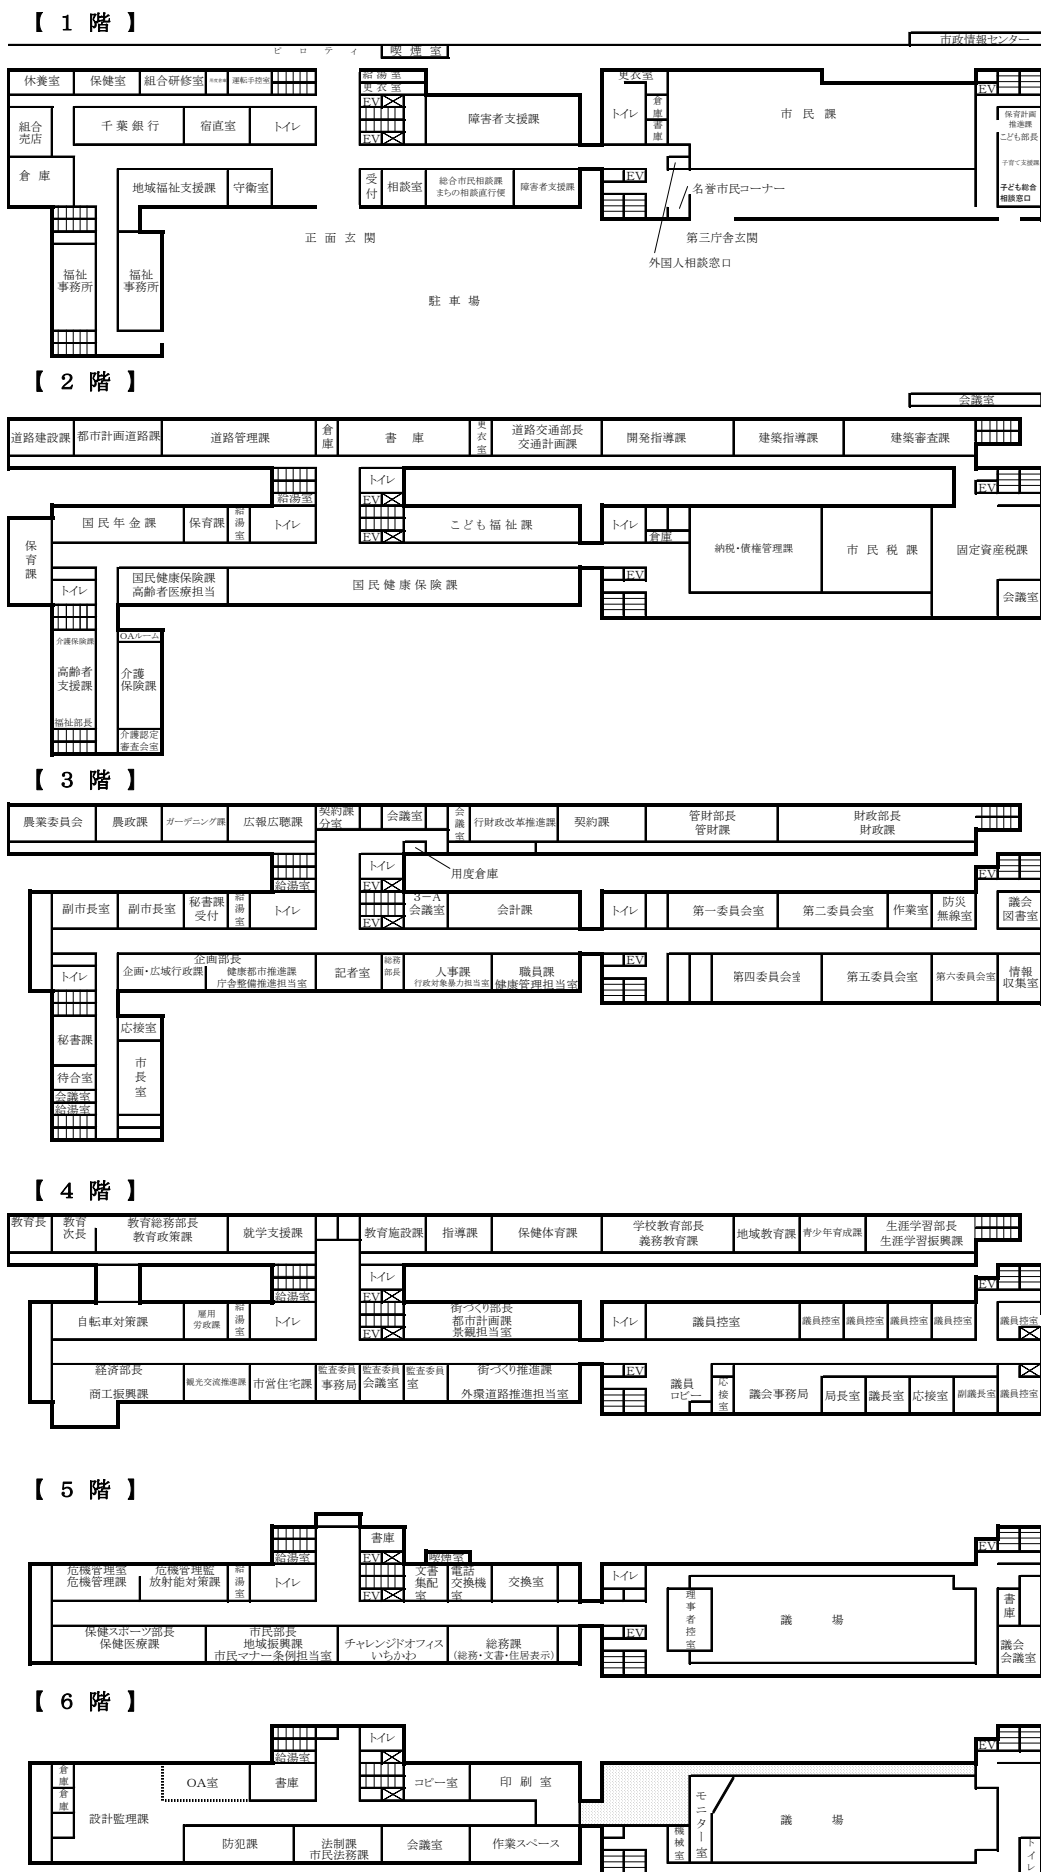 【 1 階 】
ピ ロ テ ィ
喫 煙 室
市政情報センター
休養室
保健室
組合研修室
運転手控室
給 湯 室
更 衣 室
EV
EV
障害者支援課
更衣室
トイレ
倉庫
書庫
市 民 課
EV
保育計画
推進課
こども部長
子育て支援課
子ども総合
相談窓口
組合
売店
千 葉 銀 行
宿直室
トイレ
倉 庫
地域福祉支援課
守衛室
受付
相談室
総合市民相談課
まちの相談直行便
障害者支援課
EV
名誉市民コーナー
正 面 玄 関
第三庁舎玄関
外国人相談窓口
福祉
事務所
福祉
事務所
駐 車 場
【 2 階 】
会議室
道路建設課
都市計画道路課
道路管理課
倉庫
書 庫
更衣室
道路交通部長
交通計画課
開発指導課
建築指導課
建築審査課
給湯室
トイレ
EV
EV
EV
保育課
国 民 年 金 課
保育課
給湯室
トイレ
こ ど も 福 祉 課
トイレ
倉庫
納税・債権管理課
市 民 税 課
固定資産税課
トイレ
国民健康保険課
高齢者医療担当
国 民 健 康 保 険 課
EV
会議室
介護保険課
高齢者
支援課
福祉部長
OAルーム
介護
保険課
介護認定
審査会室
【 3 階 】
農業委員会
農政課
ガーデニング課
広報広聴課
契約課
分室
会議室
会議室
行財政改革推進課
契約課
管財部長
管財課
財政部長
財政課
用度倉庫
給湯室
トイレ
EV
EV
EV
副市長室
副市長室
秘書課
受付
給湯室
トイレ
3－A
会議室
会計課
トイレ
第一委員会室
第二委員会室
作業室
防災
無線室
議会
図書室
トイレ
企画部長
企画・広域行政課
健康都市推進課
庁舎整備推進担当室
記者室
総務
部長
人事課
行政対象暴力担当室
職員課
健康管理担当室
EV
第四委員会室
第五委員会室
第六委員会室
情報
収集室
秘書課
待合室
会議室
給湯室
応接室
市長室
【 4 階 】
教育長
教育
次長
教育総務部長
教育政策課
就学支援課
教育施設課
指導課
保健体育課
学校教育部長
義務教育課
地域教育課
青少年育成課
生涯学習部長
生涯学習振興課
給湯室
トイレ
EV
EV
EV
自転車対策課
雇用
労政課
給湯室
トイレ
街づくり部長
都市計画課
景観担当室
トイレ
議員控室
議員控室
議員控室
議員控室
議員控室
議員控室
経済部長
商工振興課
観光交流推進課
市営住宅課
監査委員
事務局
監査委員
会議室
監査委員
室
街づくり推進課
外環道路推進担当室
EV
議員
ロビー
応接室
議会事務局
局長室
議長室
応接室
副議長室
議員控室
【 5 階 】
給湯室
書庫
EV
EV
喫煙室
EV
危機管理室
危機管理課
危機管理監
放射能対策課
給湯室
トイレ
文書
集配
室
電話
交換機
室
交換室
トイレ
理事者控室
議 場
書庫
保健スポーツ部長
保健医療課
市民部長
地域振興課
市民マナー条例担当室
チャレンジドオフィス
いちかわ
総務課
(総務・文書・住居表示)
EV
議会
会議室
【 6 階 】
給湯室
トイレ
EV
倉庫
倉庫
OA室
書庫
コピー室
印 刷 室
設計監理課
モニター室
議 場
防犯課
法制課
市民法務課
会議室
作業スペース
機械室
トイレ